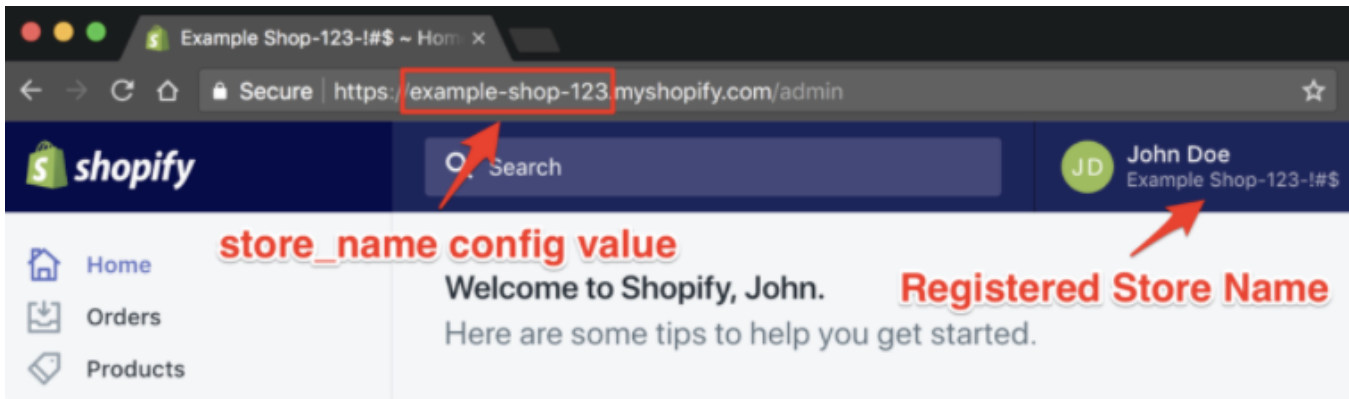 Example Shop-123-!#$ ~ Hom
Secure https://example-shop-123.myshopify.com/admin
shopify
Search
JD
John Doe
Example Shop-123-!#$
store_name config value
Home
Welcome to Shopify, John.
Registered Store Name
Orders
Here are some tips to help you get started.
Products